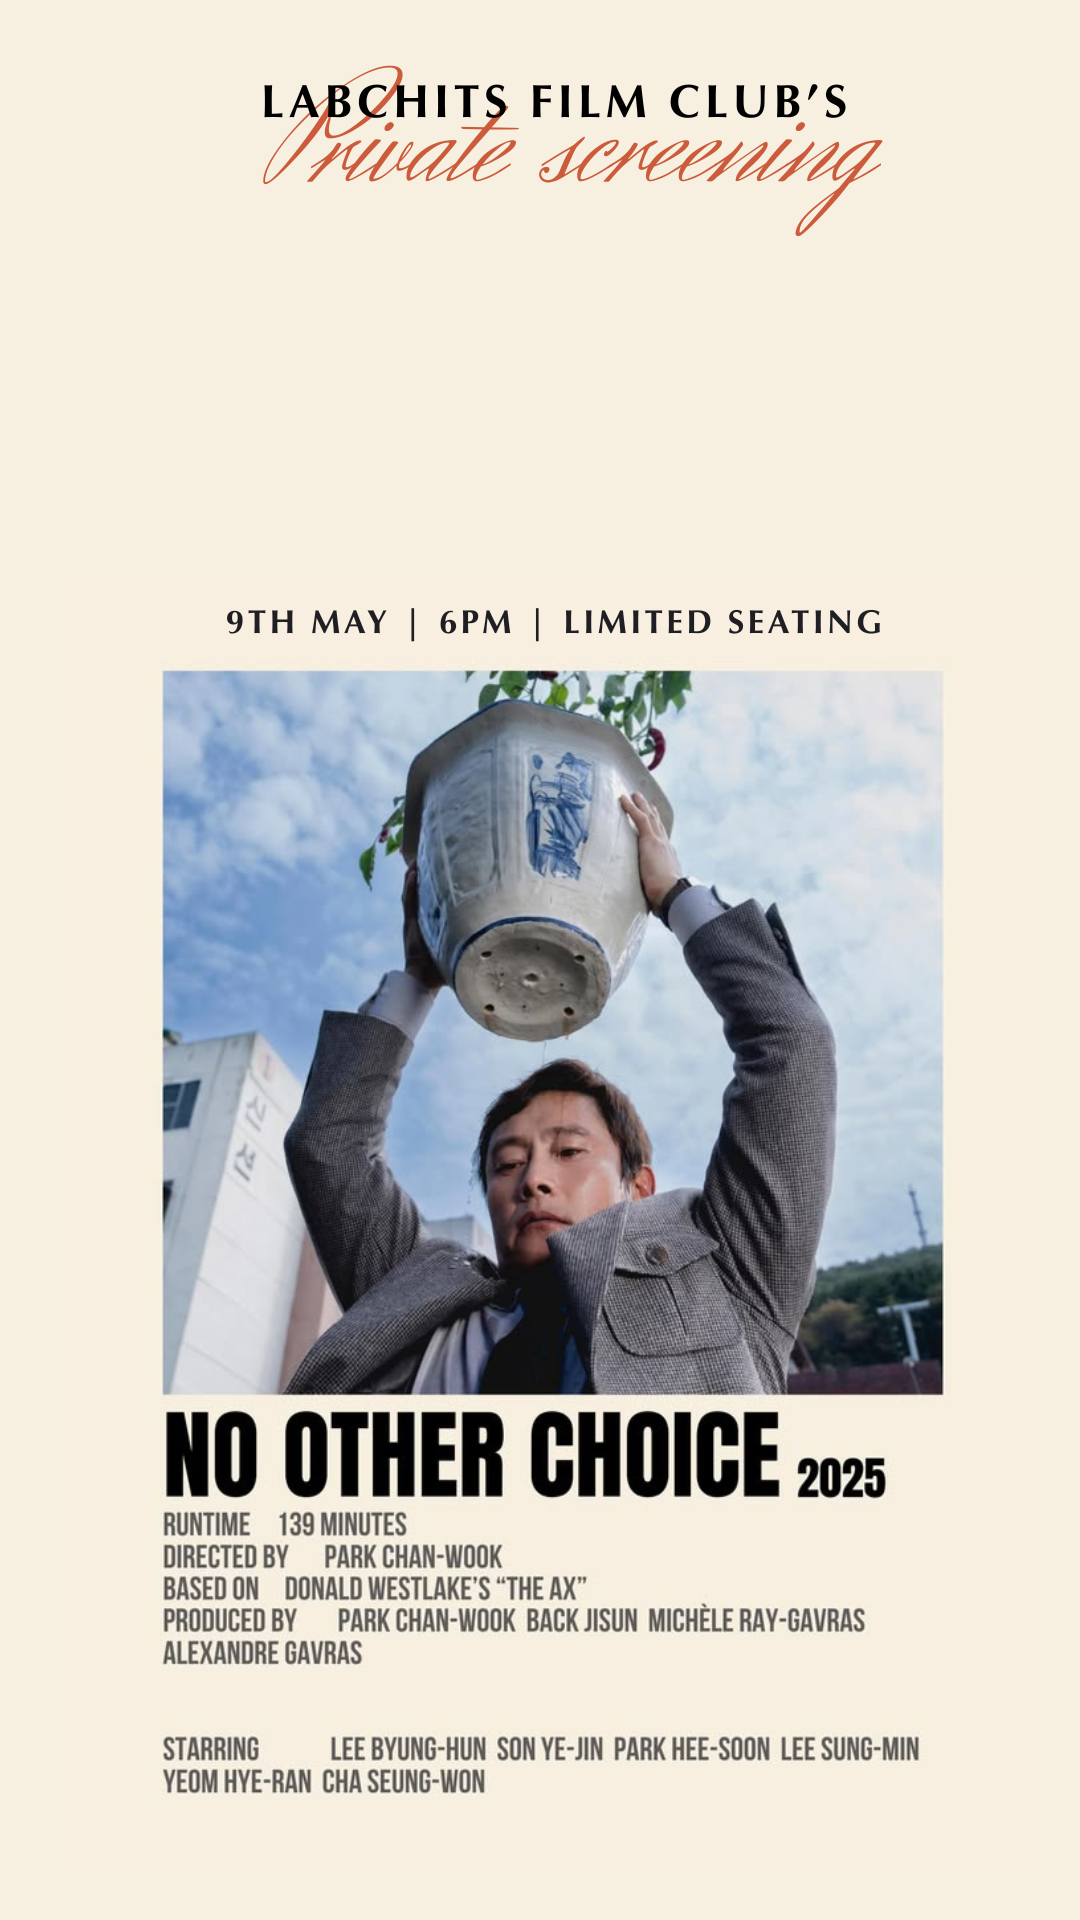 LABCHITS FILM CLUB’S
Private screening
9TH MAY | 6PM | LIMITED SEATING
NO OTHER CHOICE 2025
RUNTIME 139 MINUTES
DIRECTED BY PARK CHAN-WOOK
BASED ON DONALD WESTLAKE’S “THE AX”
PRODUCED BY PARK CHAN-WOOK BACK JISUN MICHÈLE RAY-GAVRAS
ALEXANDRE GAVRAS
STARRING LEE BYUNG-HUN SON YE-JIN PARK HEE-SOON LEE SUNG-MIN
YEOM HYE-RAN CHA SEUNG-WON